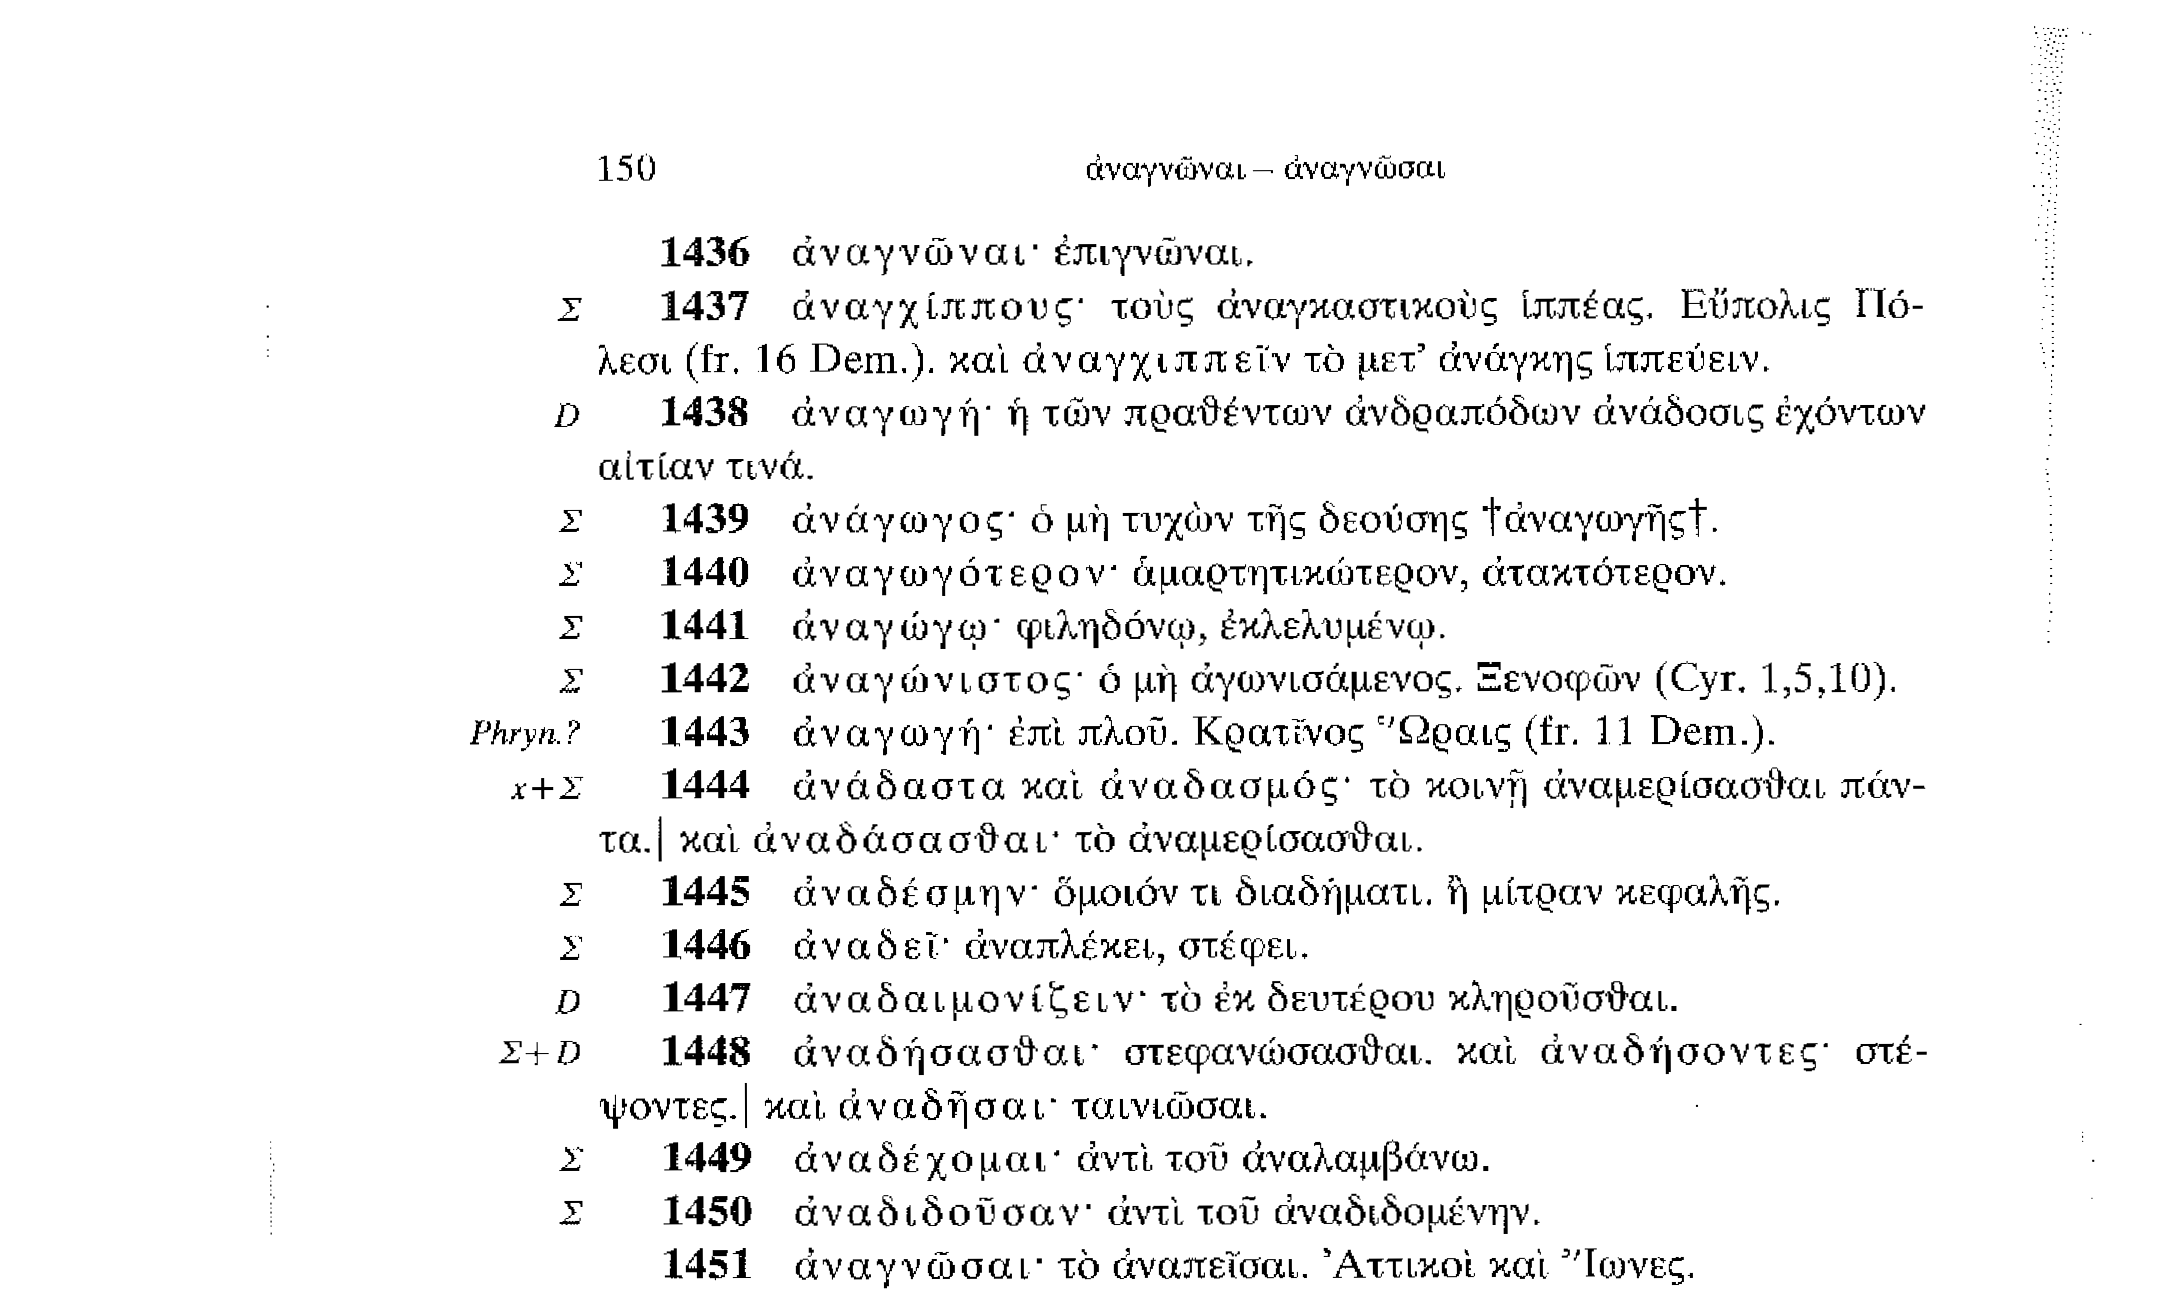 150 ἀναγνῶναι – ἀναγνῶσαι
1436 ἀναγνῶναι· ἐπιγνῶναι.
Σ 1437 ἀναγχίππους· τοὺς ἀναγκαστικοὺς ἱππέας. Εὔπολις Πό-
λεσι (fr. 16 Dem.). καὶ ἀναγχιππεῖν τὸ μετ’ ἀνάγκης ἱππεύειν.
D 1438 ἀναγωγή· ἡ τῶν πραθέντων ἀνδραπόδων ἀνάδοσις ἐχόντων
αἰτίαν τινά.
Σ 1439 ἀνάγωγος· ὁ μὴ τυχὼν τῆς δεούσης †ἀναγωγῆς†.
Σ 1440 ἀναγωγότερον· ἁμαρτητικώτερον, ἀτακτότερον.
Σ 1441 ἀναγώγῳ· φιληδόνῳ, ἐκλελυμένῳ.
Σ 1442 ἀναγώνιστος· ὁ μὴ ἀγωνισάμενος. Ξενοφῶν (Cyr. 1,5,10).
Phryn.? 1443 ἀναγωγή· ἐπὶ πλοῦ. Κρατῖνος Ὥραις (fr. 11 Dem.).
x+Σ 1444 ἀνάδαστα καὶ ἀναδασμός· τὸ κοινῇ ἀναμερίσασθαι πάν-
τα.| καὶ ἀναδάσασθαι· τὸ ἀναμερίσασθαι.
Σ 1445 ἀναδέσμην· ὅμοιόν τι διαδήματι. ἢ μίτραν κεφαλῆς.
Σ 1446 ἀναδεῖ· ἀναπλέκει, στέφει.
D 1447 ἀναδαιμονίζειν· τὸ ἐκ δευτέρου κληροῦσθαι.
Σ+D 1448 ἀναδήσασθαι· στεφανώσασθαι. καὶ ἀναδήσοντες· στέ-
ψοντες.| καὶ ἀναδῆσαι· ταινιῶσαι.
Σ 1449 ἀναδέχομαι· ἀντὶ τοῦ ἀναλαμβάνω.
Σ 1450 ἀναδιδοῦσαν· ἀντὶ τοῦ ἀναδιδομένην.
1451 ἀναγνῶσαι· τὸ ἀναπεῖσαι. Ἀττικοὶ καὶ Ἴωνες.